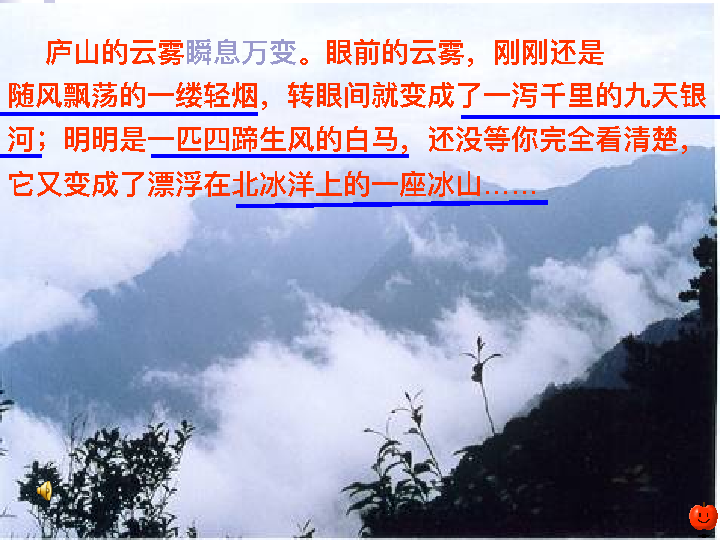 庐山的云雾瞬息万变。眼前的云雾，刚刚还是
随风飘荡的一缕轻烟，转眼间就变成了一泻千里的九天银
河；明明是一匹四蹄生风的白马，还没等你完全看清楚，
它又变成了漂浮在北冰洋上的一座冰山……